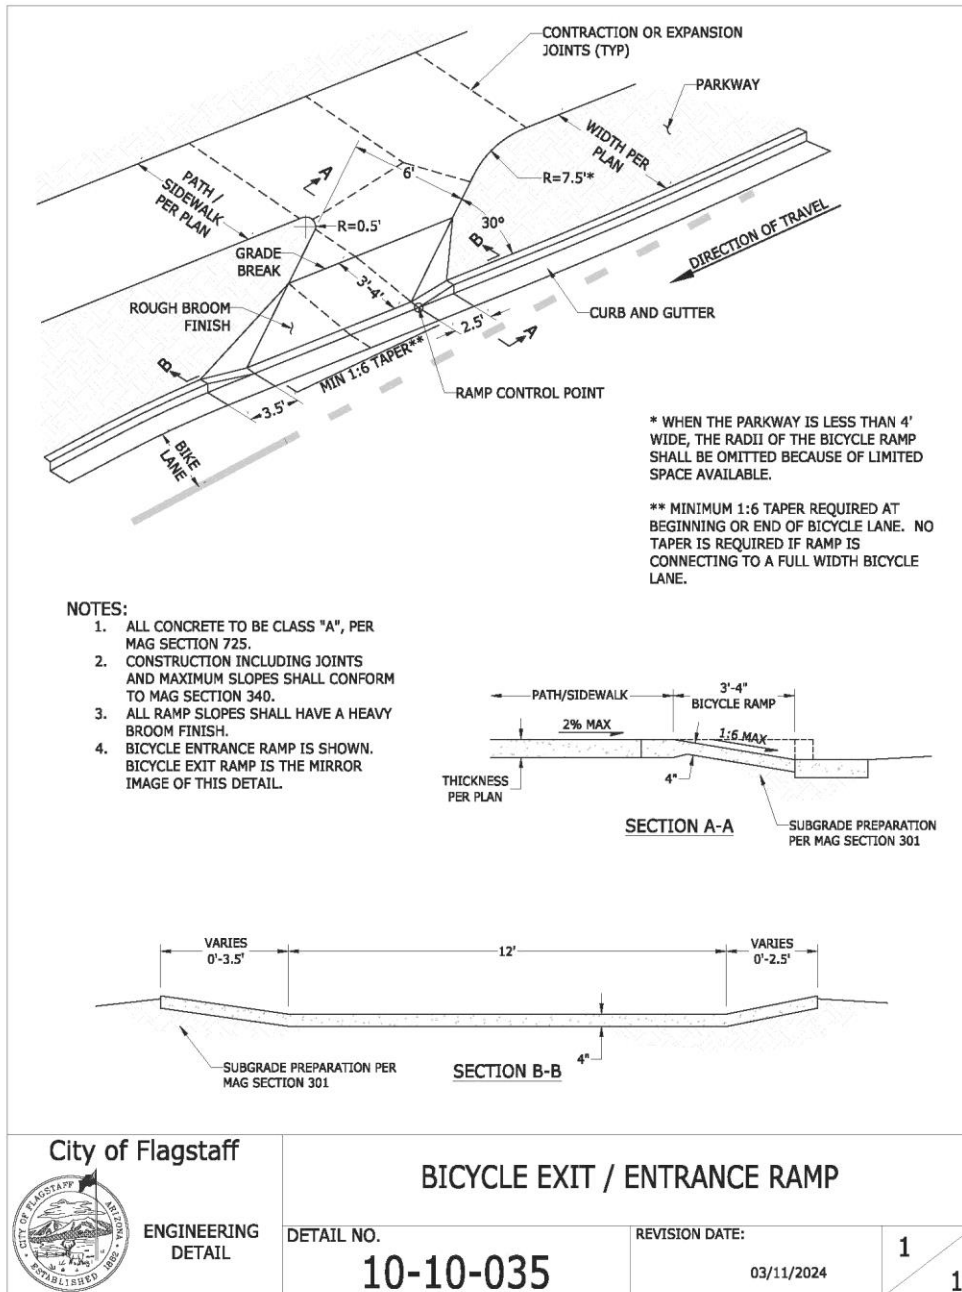 CONTRACTION OR EXPANSION
JOINTS (TYP)
PARKWAY
WIDTH PER
PLAN
PATH /
SIDEWALK
PER PLAN
A
6'
R=7.5'*
R=0.5'
30°
B
DIRECTION OF TRAVEL
GRADE
BREAK
3'-4"
ROUGH BROOM
FINISH
CURB AND GUTTER
2.5'
A
B
MIN 1:6 TAPER**
RAMP CONTROL POINT
3.5'
BIKE
LANE
* WHEN THE PARKWAY IS LESS THAN 4'
WIDE, THE RADII OF THE BICYCLE RAMP
SHALL BE OMITTED BECAUSE OF LIMITED
SPACE AVAILABLE.
** MINIMUM 1:6 TAPER REQUIRED AT
BEGINNING OR END OF BICYCLE LANE. NO
TAPER IS REQUIRED IF RAMP IS
CONNECTING TO A FULL WIDTH BICYCLE
LANE.
NOTES:
1. ALL CONCRETE TO BE CLASS "A", PER
MAG SECTION 725.
2. CONSTRUCTION INCLUDING JOINTS
AND MAXIMUM SLOPES SHALL CONFORM
TO MAG SECTION 340.
3. ALL RAMP SLOPES SHALL HAVE A HEAVY
BROOM FINISH.
4. BICYCLE ENTRANCE RAMP IS SHOWN.
BICYCLE EXIT RAMP IS THE MIRROR
IMAGE OF THIS DETAIL.
PATH/SIDEWALK
3'-4"
BICYCLE RAMP
2% MAX
1:6 MAX
THICKNESS
PER PLAN
4"
SECTION A-A
SUBGRADE PREPARATION
PER MAG SECTION 301
VARIES
0'-3.5'
12'
VARIES
0'-2.5'
SUBGRADE PREPARATION PER
MAG SECTION 301
4"
SECTION B-B
City of Flagstaff
CITY OF FLAGSTAFF ARIZONA
ESTABLISHED 1882
ENGINEERING
DETAIL
BICYCLE EXIT / ENTRANCE RAMP
DETAIL NO.
10-10-035
REVISION DATE:
03/11/2024
1
1